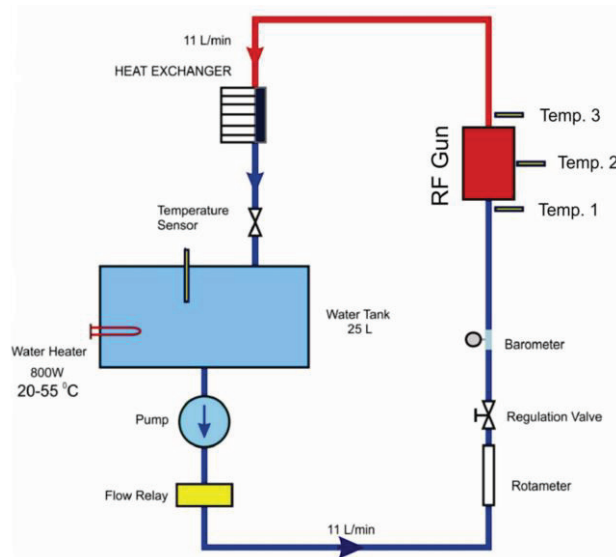 11 L/min
HEAT EXCHANGER
Temp. 3
RF Gun
Temp. 2
Temp. 1
Temperature
Sensor
Water Tank
25 L
Water Heater
800W
20-55 ⁰C
Barometer
Pump
Regulation Valve
Flow Relay
Rotameter
11 L/min